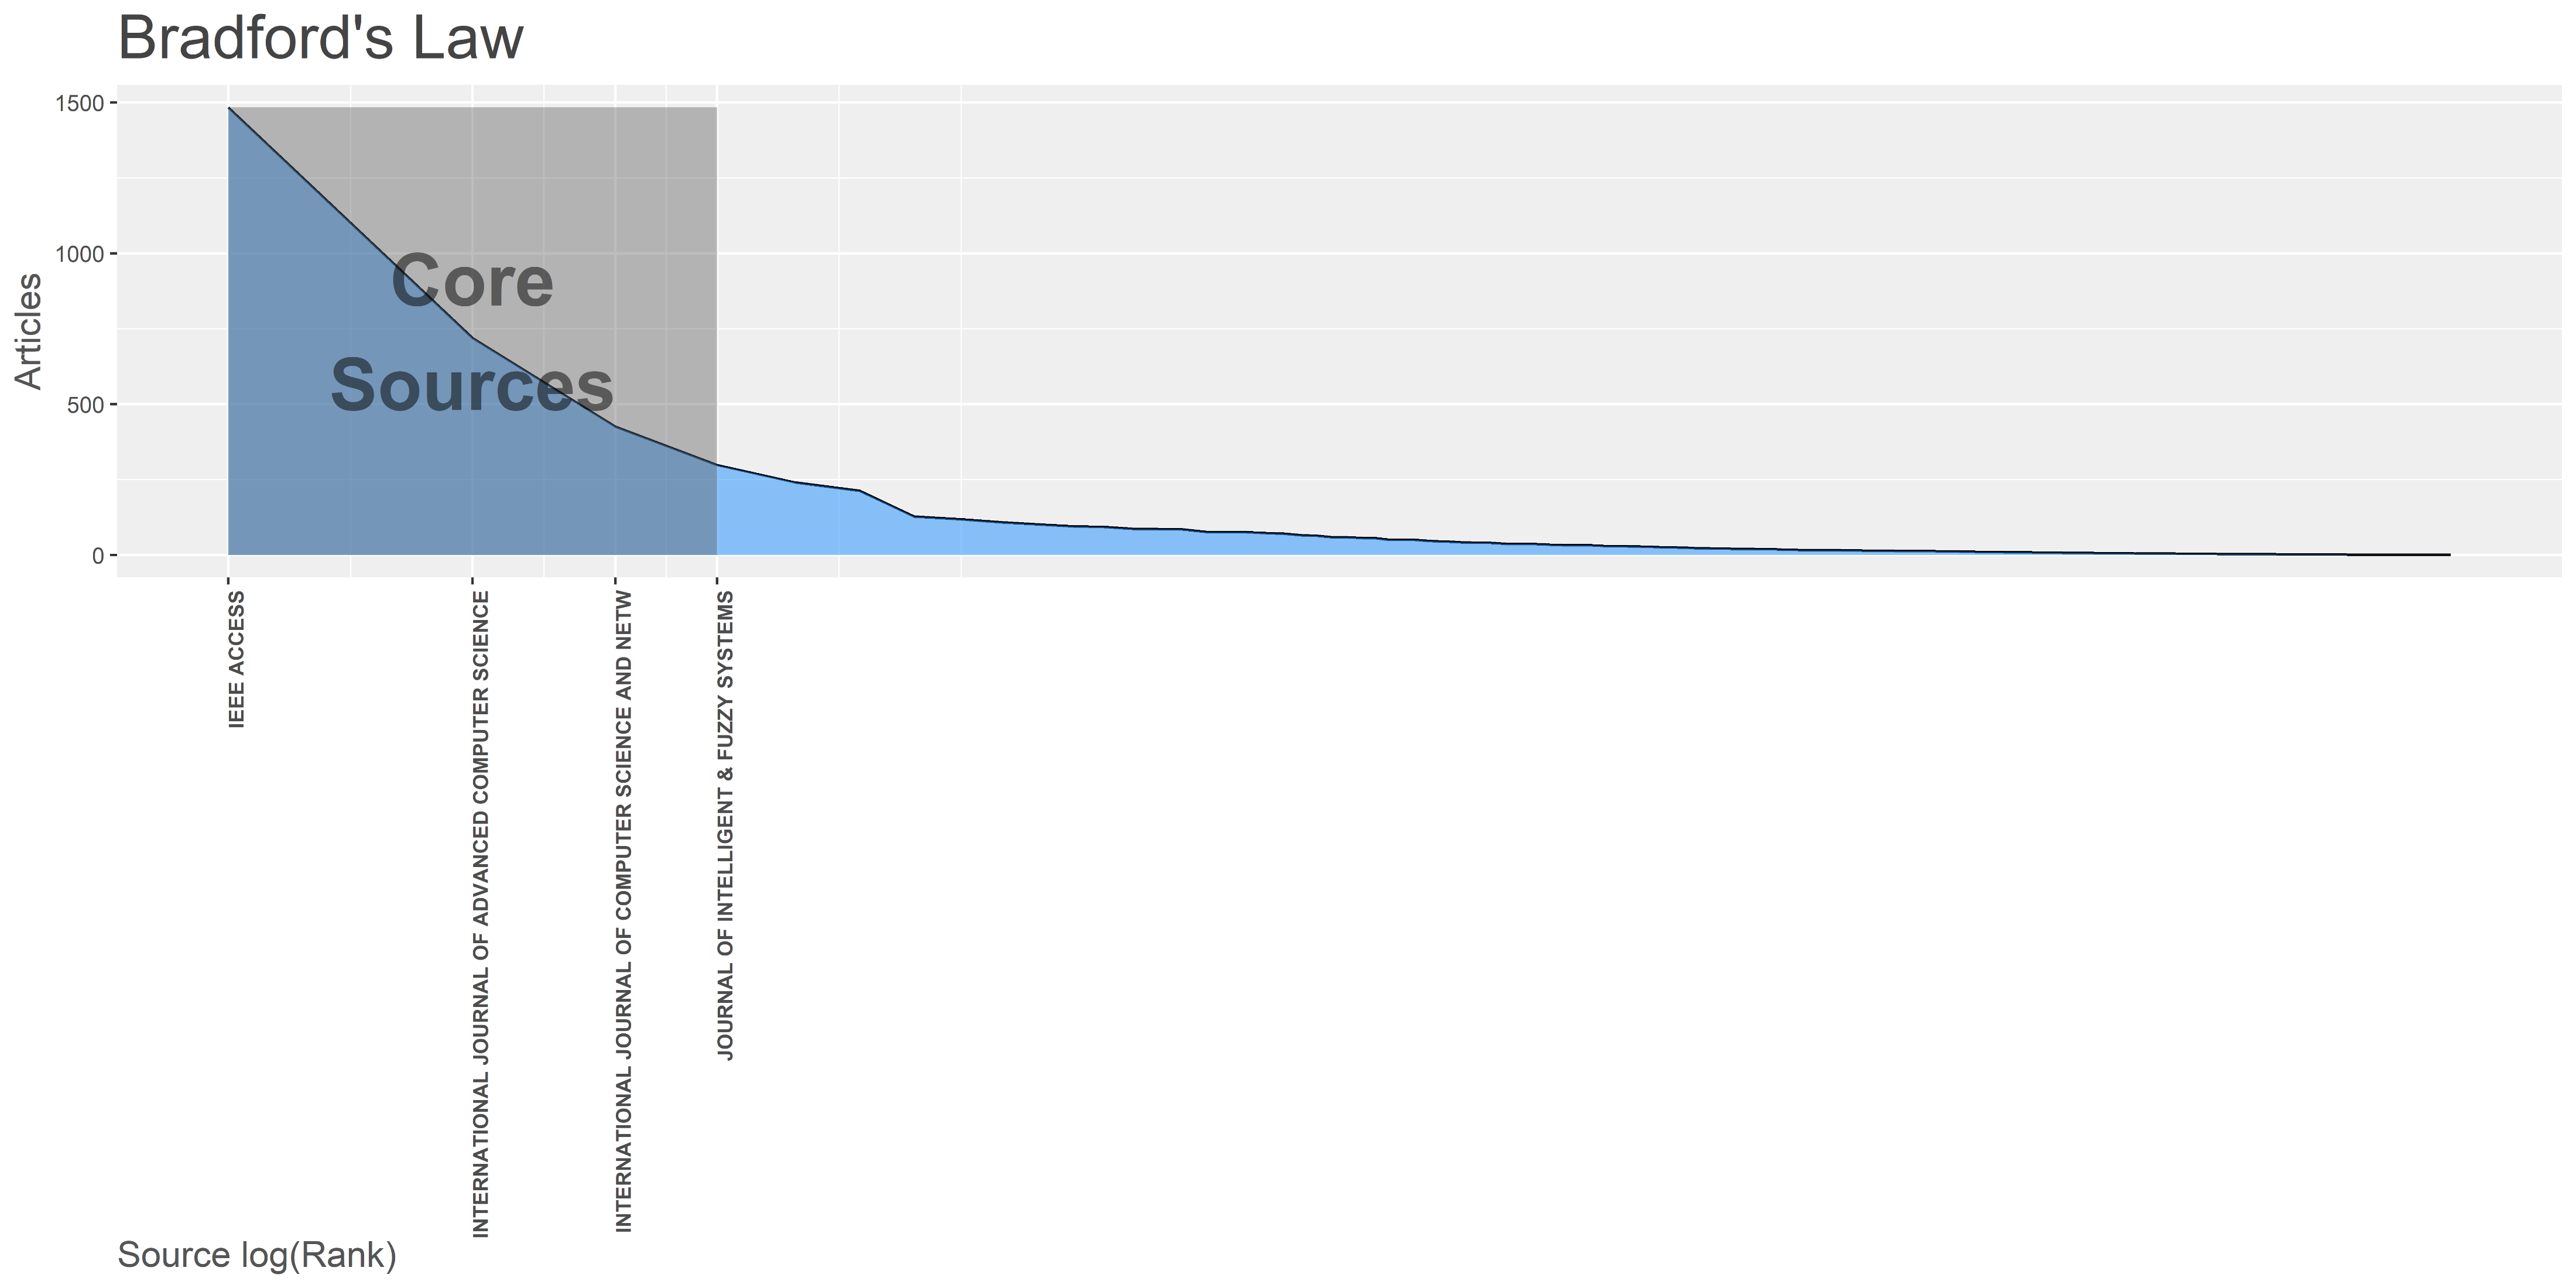 Bradford's Law
Articles
1500
1000
500
0
Core
Sources
IEEE ACCESS
INTERNATIONAL JOURNAL OF ADVANCED COMPUTER SCIENCE
INTERNATIONAL JOURNAL OF COMPUTER SCIENCE AND NETW
JOURNAL OF INTELLIGENT & FUZZY SYSTEMS
Source log(Rank)